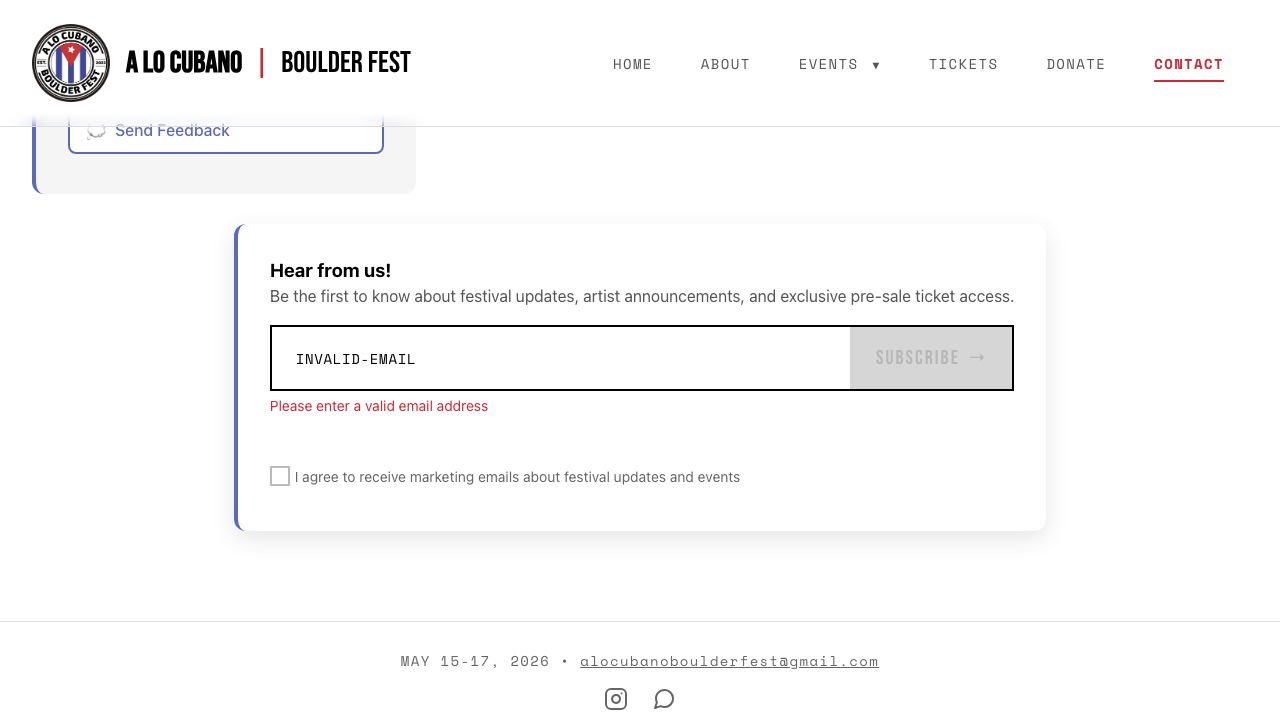 A LO CUBANO
EST. 2023
BOULDER FEST
A LO CUBANO | BOULDER FEST
HOME ABOUT EVENTS ▾ TICKETS DONATE CONTACT
Send Feedback
Hear from us!
Be the first to know about festival updates, artist announcements, and exclusive pre-sale ticket access.
INVALID-EMAIL SUBSCRIBE →
Please enter a valid email address
I agree to receive marketing emails about festival updates and events
MAY 15-17, 2026 • alocubanoboulderfest@gmail.com